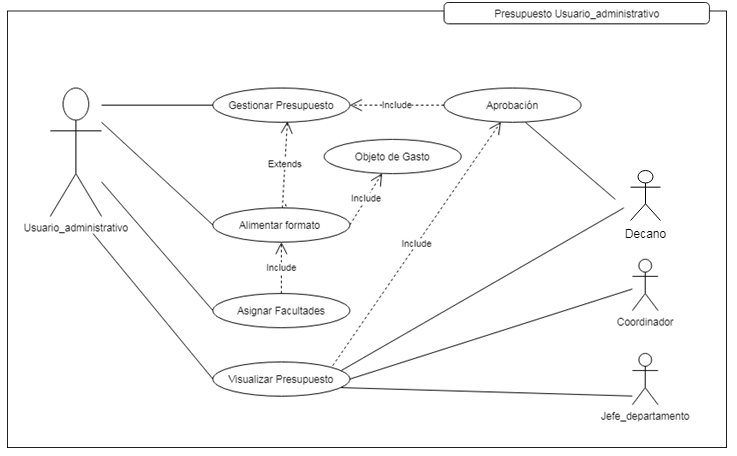 Presupuesto Usuario_administrativo
Gestionar Presupuesto
Include
Aprobación
Extends
Objeto de Gasto
Include
Usuario_administrativo
Alimentar formato
Include
Decano
Include
Asignar Facultades
Coordinador
Visualizar Presupuesto
Jefe_departamento